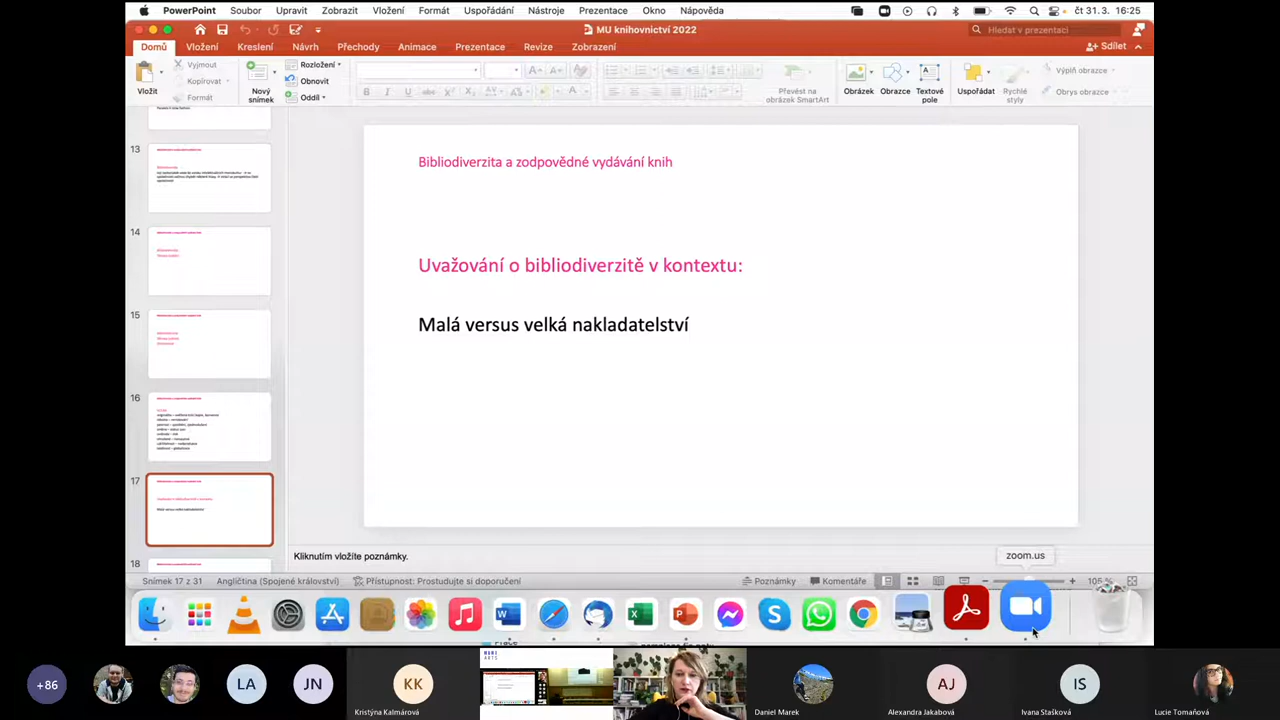 PowerPoint Soubor Upravit Zobrazit Vložení Formát Uspořádání Nástroje Prezentace Okno Nápověda čt 31.3. 16:25
MU knihovnictví 2022
Hledat v prezentaci
Domů Vložení Kreslení Návrh Přechody Animace Prezentace Revize Zobrazení Sdílet
Vložit
Vyjmout
Kopírovat
Formát
Nový snímek
Rozložení
Obnovit
Oddíl
Převést na obrázek SmartArt
Obrázek
Obrazce
Textové pole
Uspořádat
Rychlé styly
Výplň obrazce
Obrys obrazce
13
14
15
16
17
18
Bibliodiverzita a zodpovědné vydávání knih
Uvažování o bibliodiverzitě v kontextu:
Malá versus velká nakladatelství
Kliknutím vložíte poznámky.
zoom.us
Snímek 17 z 31 Angličtina (Spojené království) Přístupnost: Prostudujte si doporučení Poznámky Komentáře
MUNI
ARTS
+86
LA
JN
KK
AJ
IS
Kristýna Kalmárová
Daniel Marek
Alexandra Jakabová
Ivana Stašková
Lucie Tomaňová